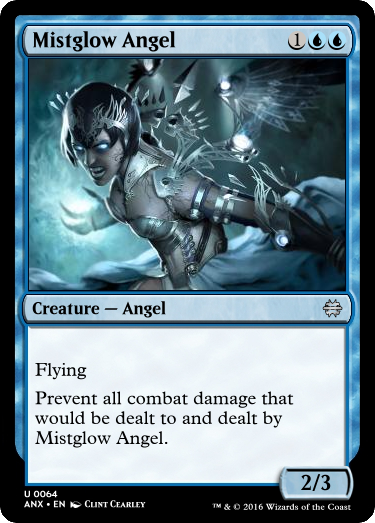 Mistglow Angel 1
Creature — Angel
Flying
Prevent all combat damage that
would be dealt to and dealt by
Mistglow Angel.
2/3
U 0064
ANX • EN CLINT CEARLEY
™ & © 2016 Wizards of the Coast